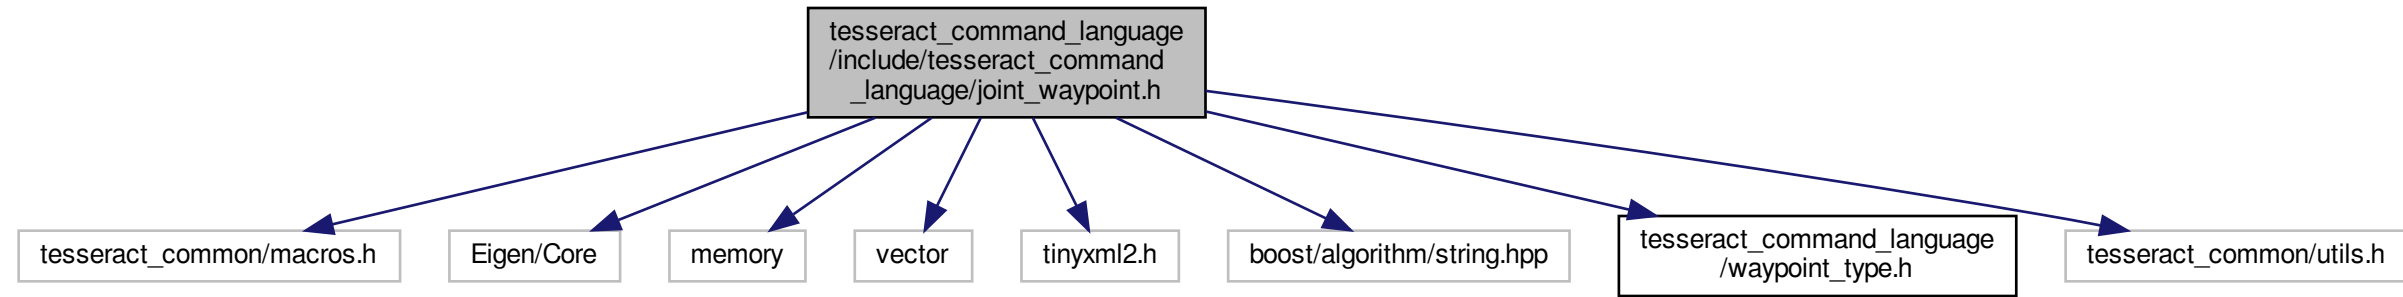 tesseract_command_language
/include/tesseract_command
_language/joint_waypoint.h
tesseract_common/macros.h
Eigen/Core
memory
vector
tinyxml2.h
boost/algorithm/string.hpp
tesseract_command_language
/waypoint_type.h
tesseract_common/utils.h